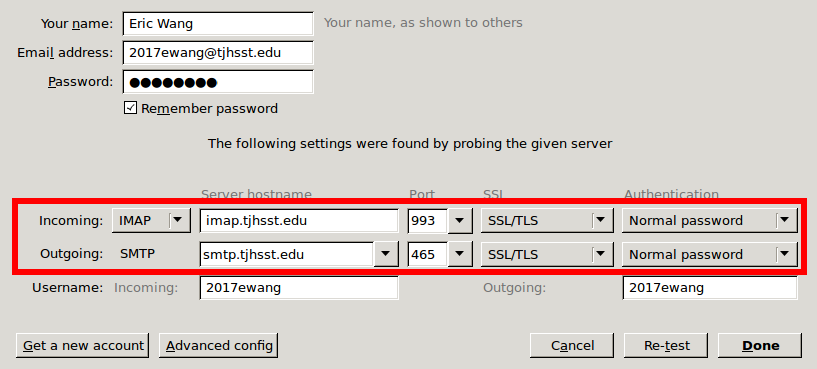 Your name: Eric Wang Your name, as shown to others
Email address: 2017ewang@tjhsst.edu
Password: ●●●●●●●●
Remember password
The following settings were found by probing the given server
Server hostname Port SSL Authentication
Incoming: IMAP imap.tjhsst.edu 993 SSL/TLS Normal password
Outgoing: SMTP smtp.tjhsst.edu 465 SSL/TLS Normal password
Username: Incoming: 2017ewang Outgoing: 2017ewang
Get a new account Advanced config Cancel Re-test Done